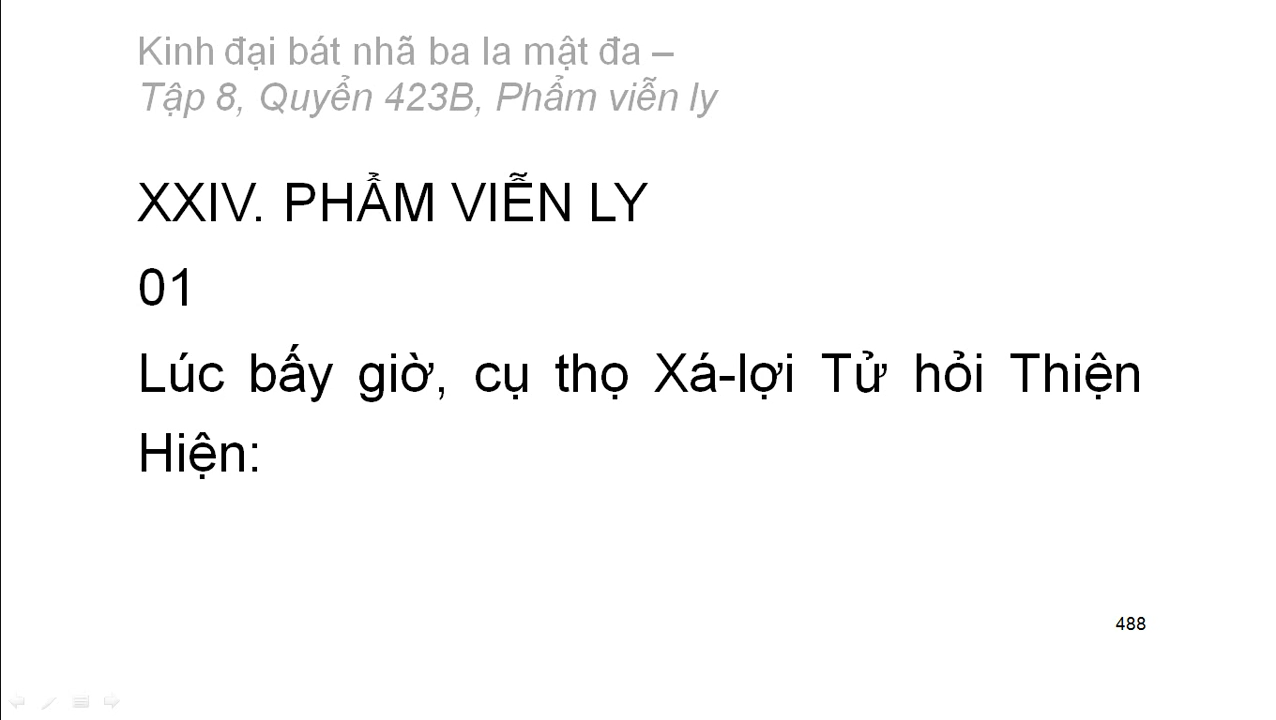 Kinh đại bát nhã ba la mật đa –
Tập 8, Quyển 423B, Phẩm viễn ly
XXIV. PHẨM VIỄN LY
01
Lúc bấy giờ, cụ thọ Xá-lợi Tử hỏi Thiện
Hiện:
488